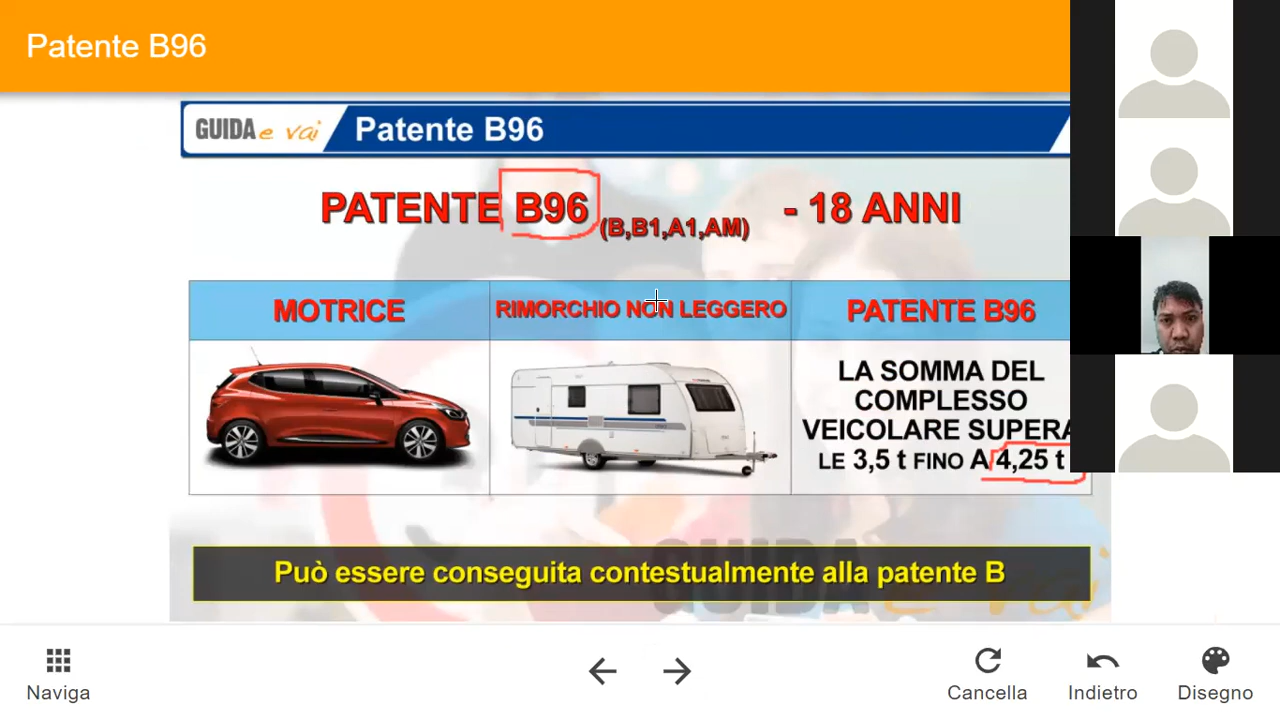 Patente B96
GUIDA e vai
Patente B96
PATENTE B96 (B,B1,A1,AM) - 18 ANNI
MOTRICE
RIMORCHIO NON LEGGERO
PATENTE B96
LA SOMMA DEL
COMPLESSO
VEICOLARE SUPERA
LE 3,5 t FINO A 4,25 t
Può essere conseguita contestualmente alla patente B
GUIDA e vai
Naviga
Cancella
Indietro
Disegno